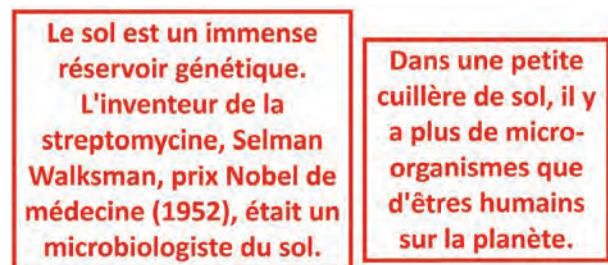 Le sol est un immense
réservoir génétique.
L'inventeur de la
streptomycine, Selman
Walksman, prix Nobel de
médecine (1952), était un
microbiologiste du sol.
Dans une petite
cuillère de sol, il y
a plus de micro-
organismes que
d'êtres humains
sur la planète.